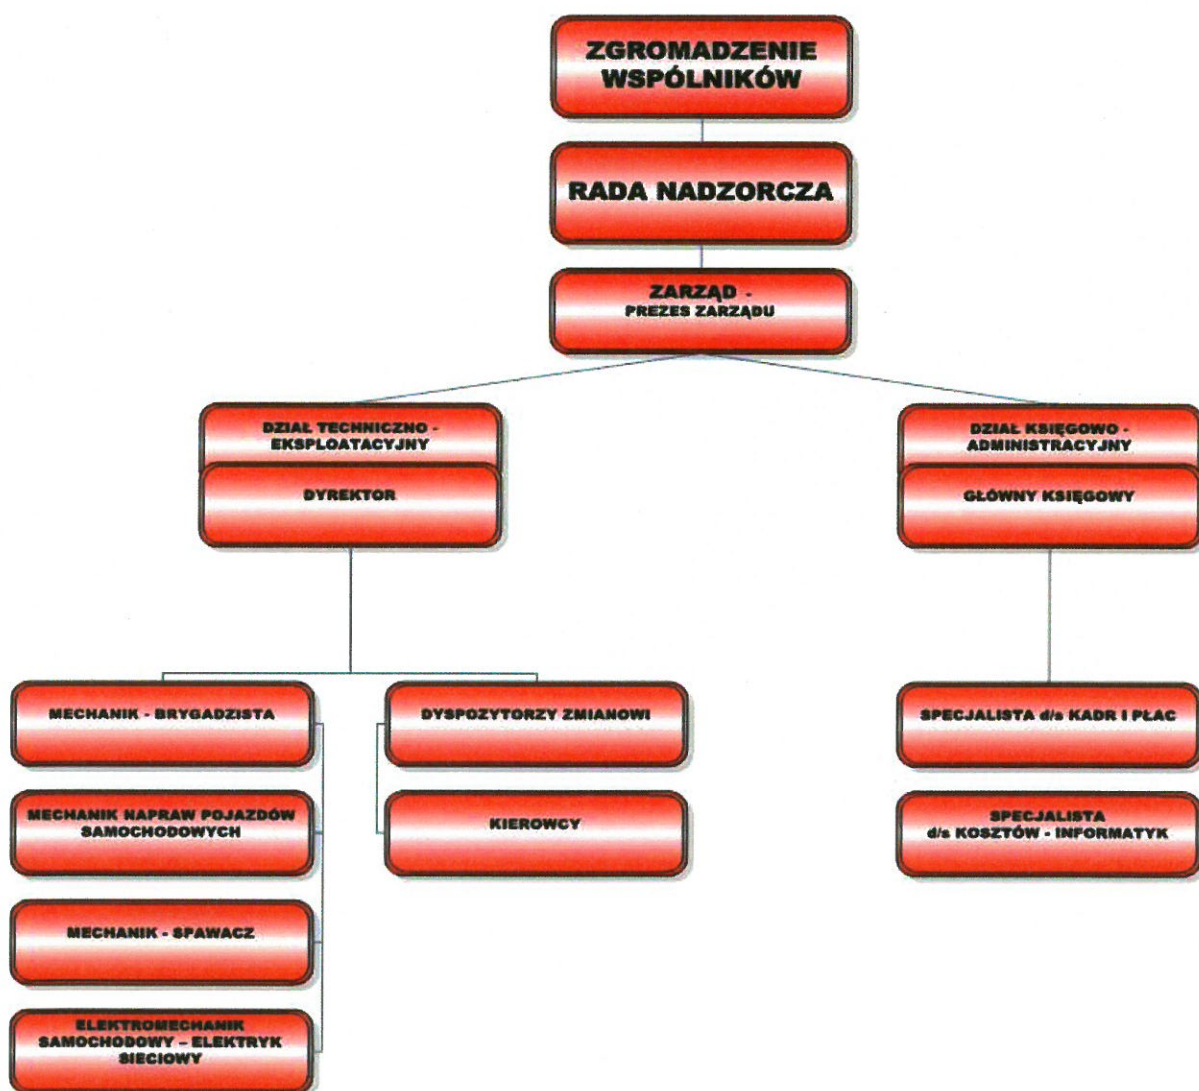 ZGROMADZENIE
WSPÓLNIKÓW
RADA NADZORCZA
ZARZĄD -
PREZES ZARZĄDU
DZIAŁ TECHNICZNO -
EKSPLOATACYJNY
DYREKTOR
DZIAŁ KSIĘGOWO -
ADMINISTRACYJNY
GŁÓWNY KSIĘGOWY
MECHANIK - BRYGADZISTA
MECHANIK NAPRAW POJAZDÓW
SAMOCHODOWYCH
MECHANIK - SPAWACZ
ELEKTROMECHANIK
SAMOCHODOWY – ELEKTRYK
SIECIOWY
DYSPOZYTORZY ZMIANOWI
KIEROWCY
SPECJALISTA d/s KADR I PŁAC
SPECJALISTA
d/s KOSZTÓW - INFORMATYK